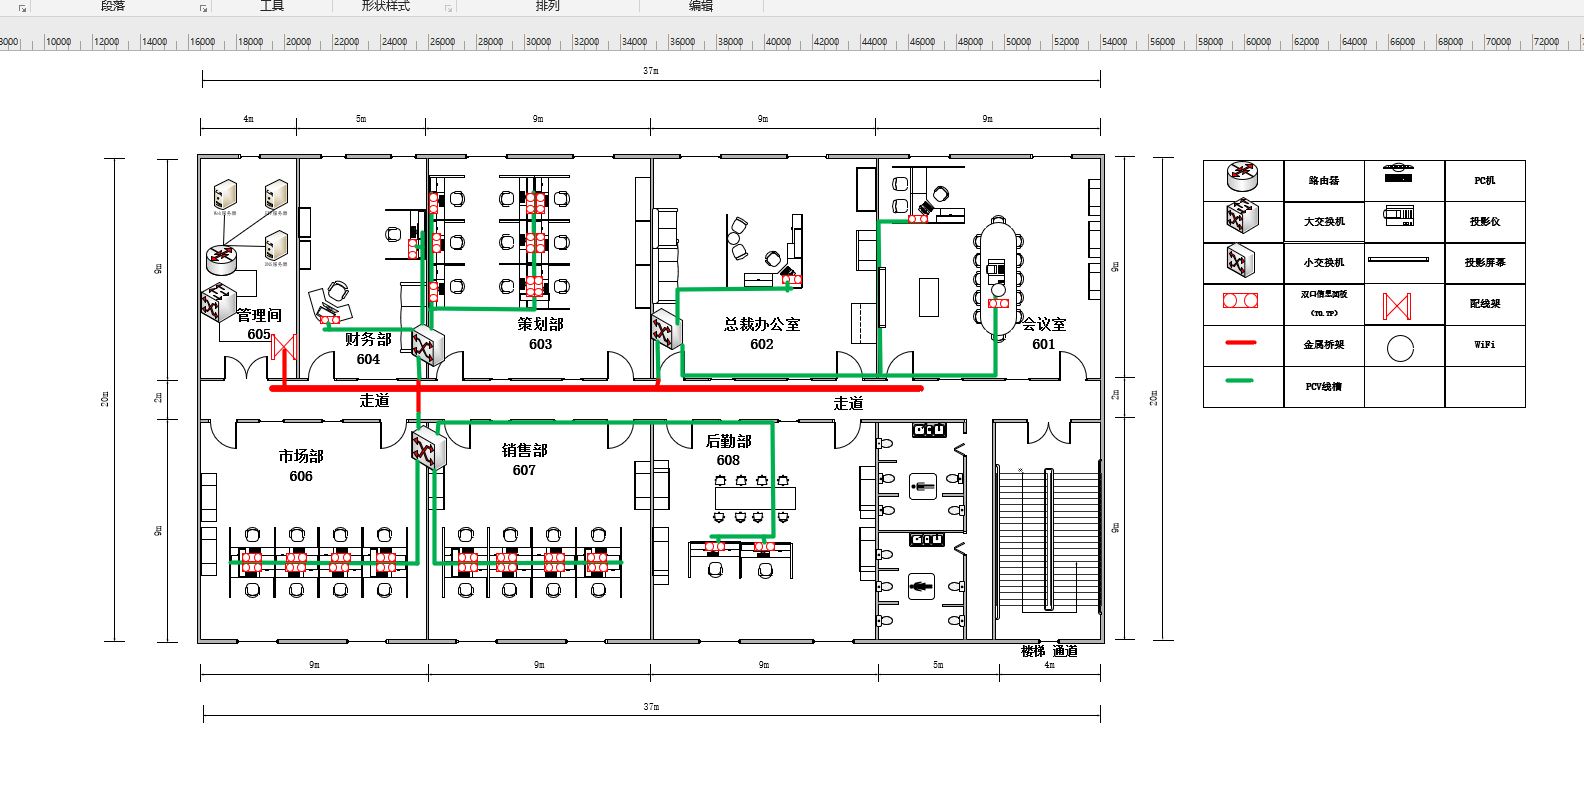 段落 工具 形状样式 排列 编辑
8000 10000 12000 14000 16000 18000 20000 22000 24000 26000 28000 30000 32000 34000 36000 38000 40000 42000 44000 46000 48000 50000 52000 54000 56000 58000 60000 62000 64000 66000 68000 70000 72000
37m
4m 5m 9m 9m 9m
20m
9m
2m
9m
管理间
605
财务部
604
策划部
603
总裁办公室
602
会议室
601
走道
走道
市场部
606
销售部
607
后勤部
608
楼梯 通道
9m
2m
9m
20m
9m 9m 9m 5m 4m
37m
路由器 PC机
大交换机 投影仪
小交换机 投影屏幕
双口信息面板
(TO,TP)
配线架
金属桥架 WiFi
PCV线槽